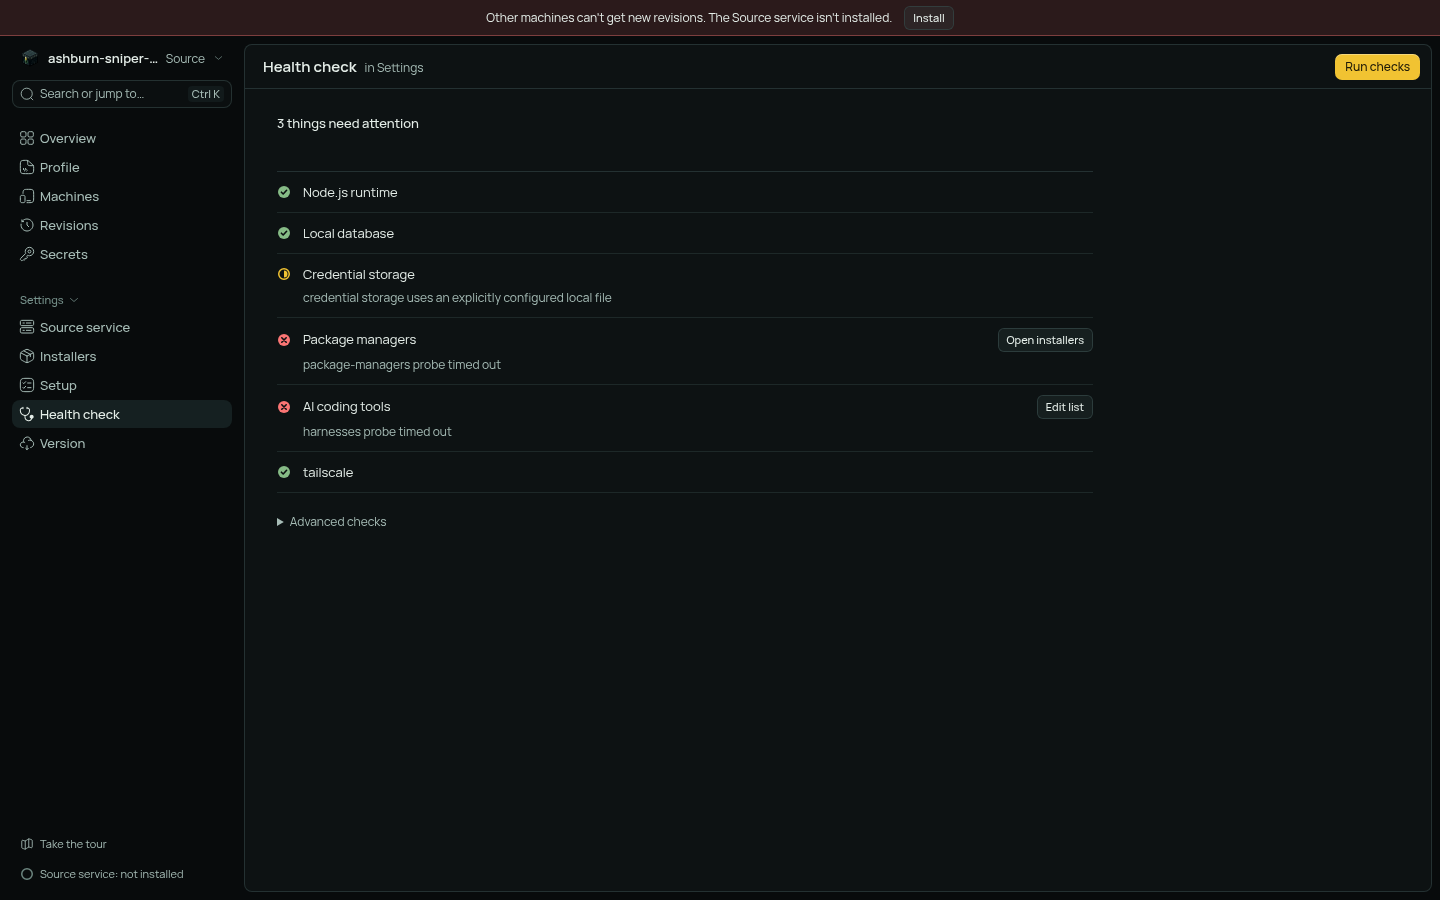 Other machines can't get new revisions. The Source service isn't installed. Install
ashburn-sniper-… Source
Search or jump to… Ctrl K
Overview
Profile
Machines
Revisions
Secrets
Settings
Source service
Installers
Setup
Health check
Version
Take the tour
Source service: not installed
Health check in Settings
Run checks
3 things need attention
Node.js runtime
Local database
Credential storage
credential storage uses an explicitly configured local file
Package managers
Open installers
package-managers probe timed out
AI coding tools
Edit list
harnesses probe timed out
tailscale
Advanced checks